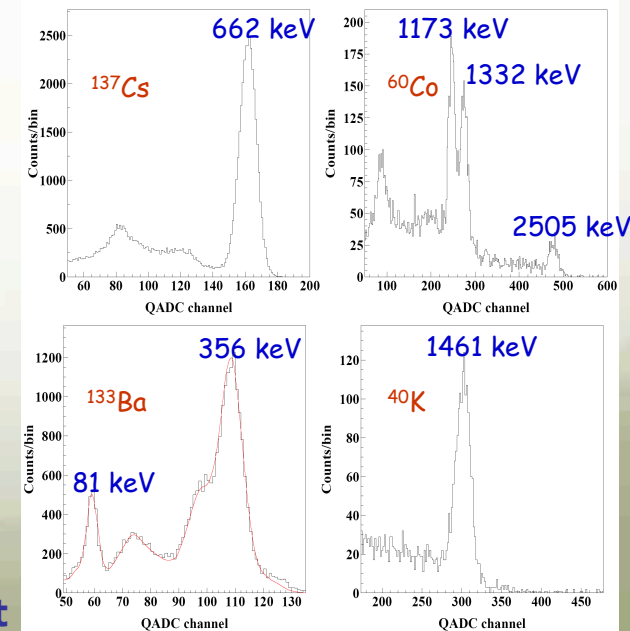 662 keV
137Cs
Counts/bin
2500
2000
1500
1000
500
0
60 80 100 120 140 160 180 200
QADC channel
1173 keV
1332 keV
60Co
2505 keV
Counts/bin
200
175
150
125
100
75
50
25
0
100 200 300 400 500 600
QADC channel
356 keV
133Ba
81 keV
Counts/bin
1200
1000
800
600
400
200
0
50 60 70 80 90 100 110 120 130
QADC channel
1461 keV
40K
Counts/bin
120
100
80
60
40
20
0
200 250 300 350 400 450
QADC channel
t